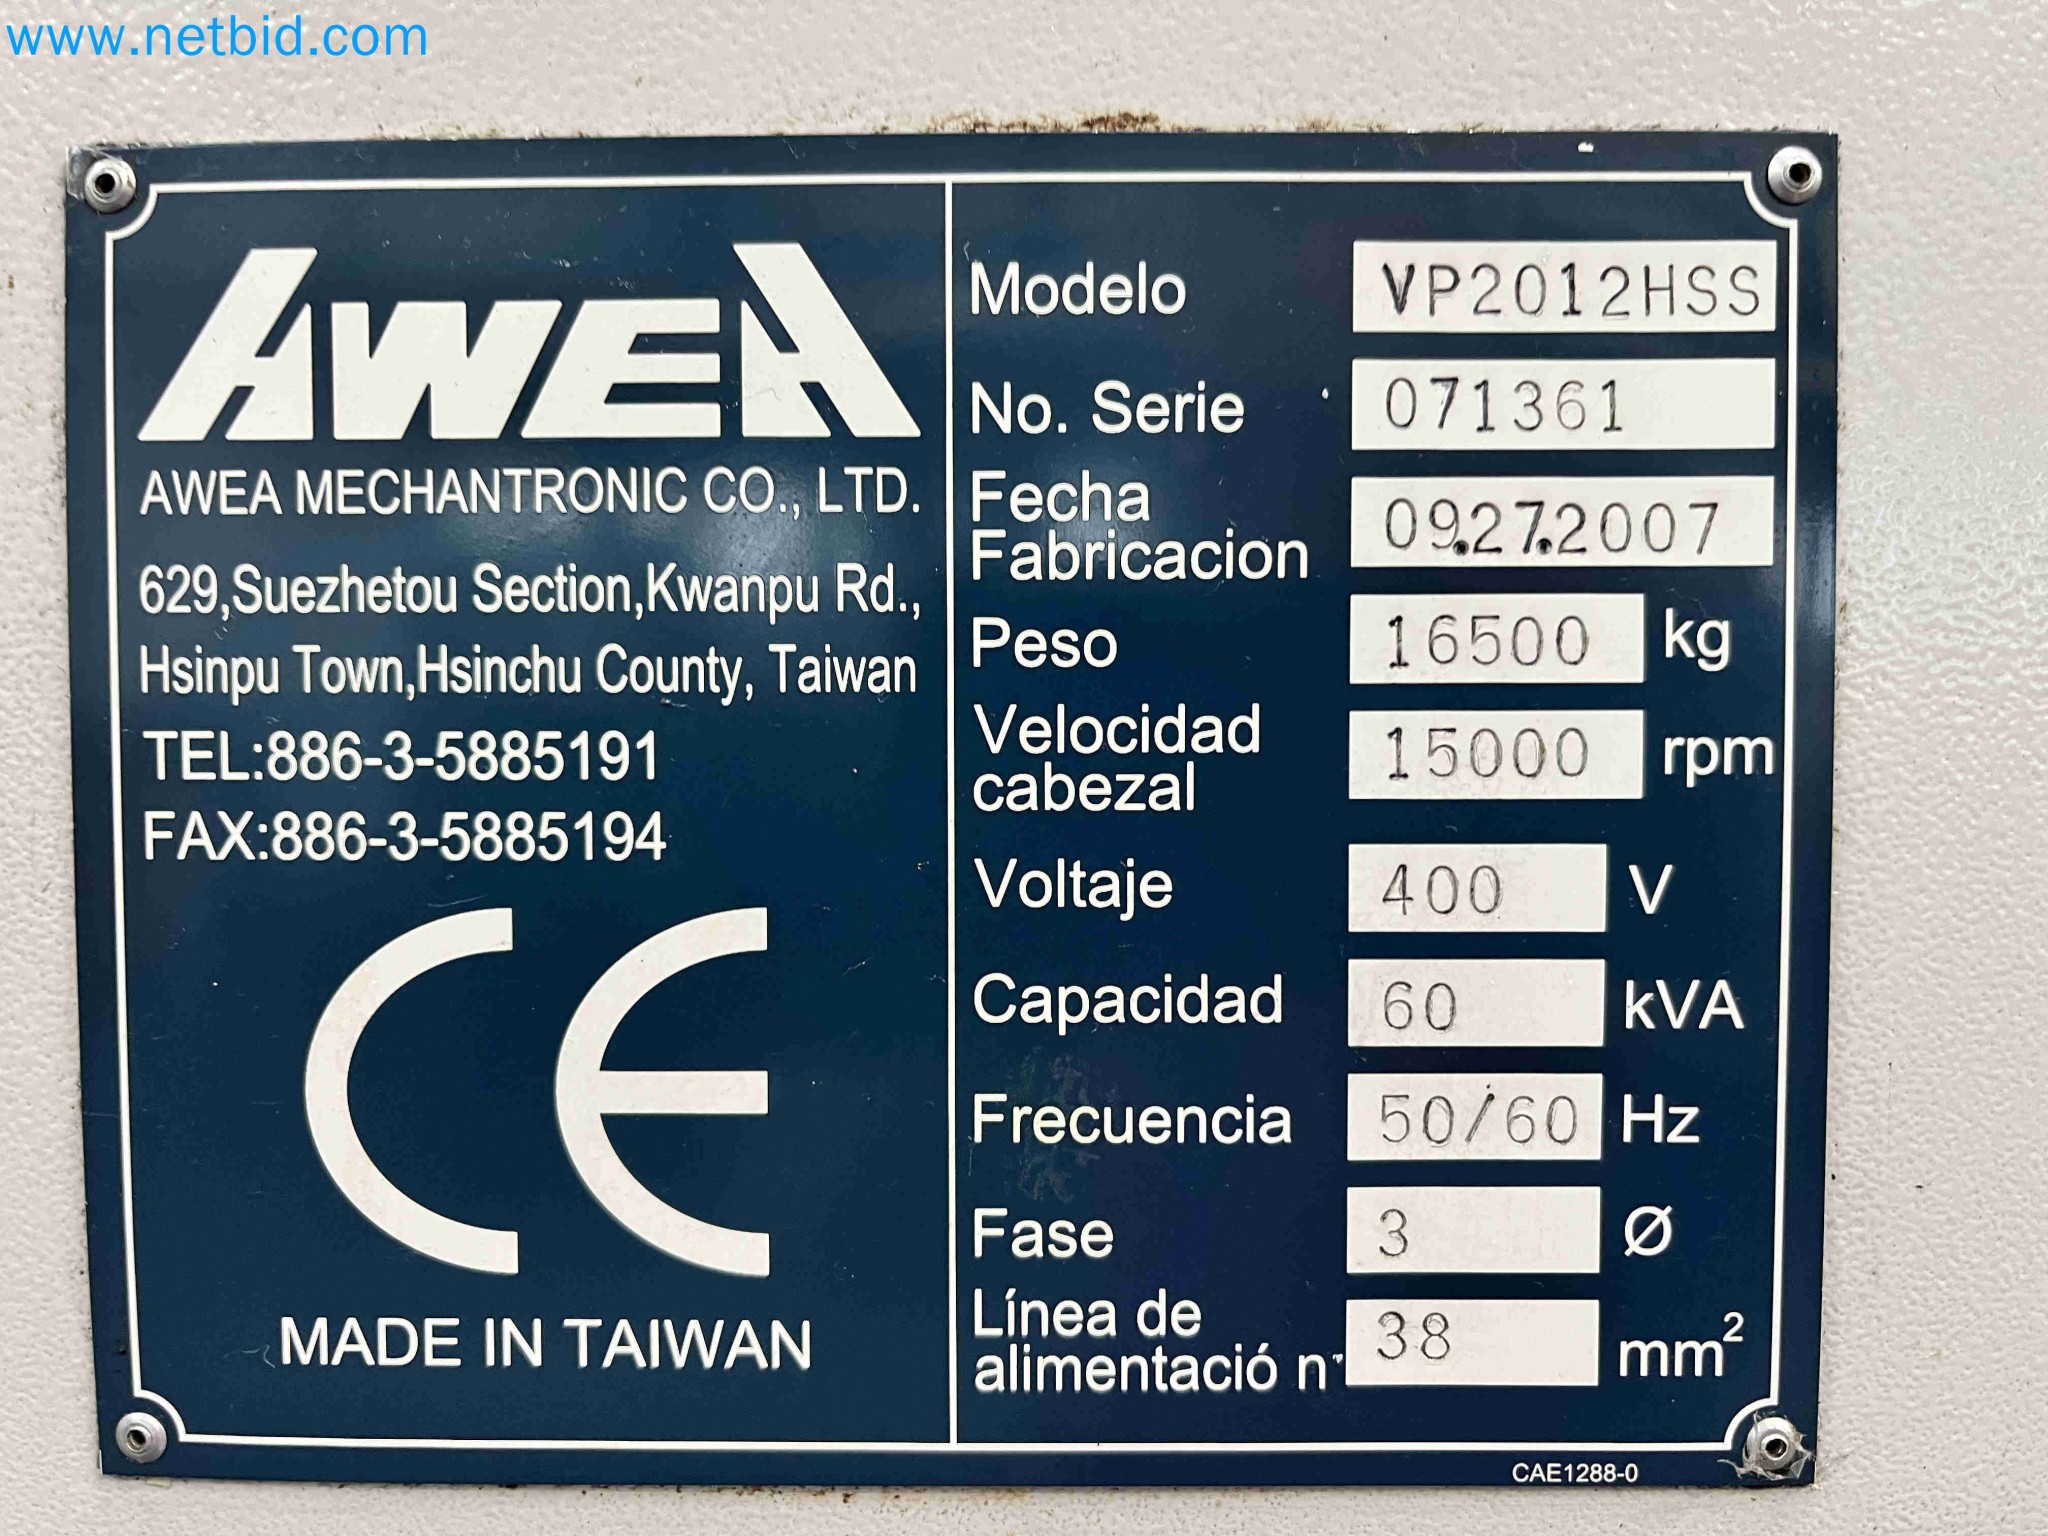 www.netbid.com
AWEA
AWEA MECHANTRONIC CO., LTD.
629,Suezhetou Section,Kwanpu Rd.,
Hsinpu Town,Hsinchu County, Taiwan
TEL:886-3-5885191
FAX:886-3-5885194
CE
MADE IN TAIWAN
Modelo VP2012HSS
No. Serie 071361
Fecha
Fabricacion 09.27.2007
Peso 16500 kg
Velocidad
cabezal 15000 rpm
Voltaje 400 V
Capacidad 60 kVA
Frecuencia 50/60 Hz
Fase 3 Ø
Línea de
alimentació n 38 mm²
CAE1288-0